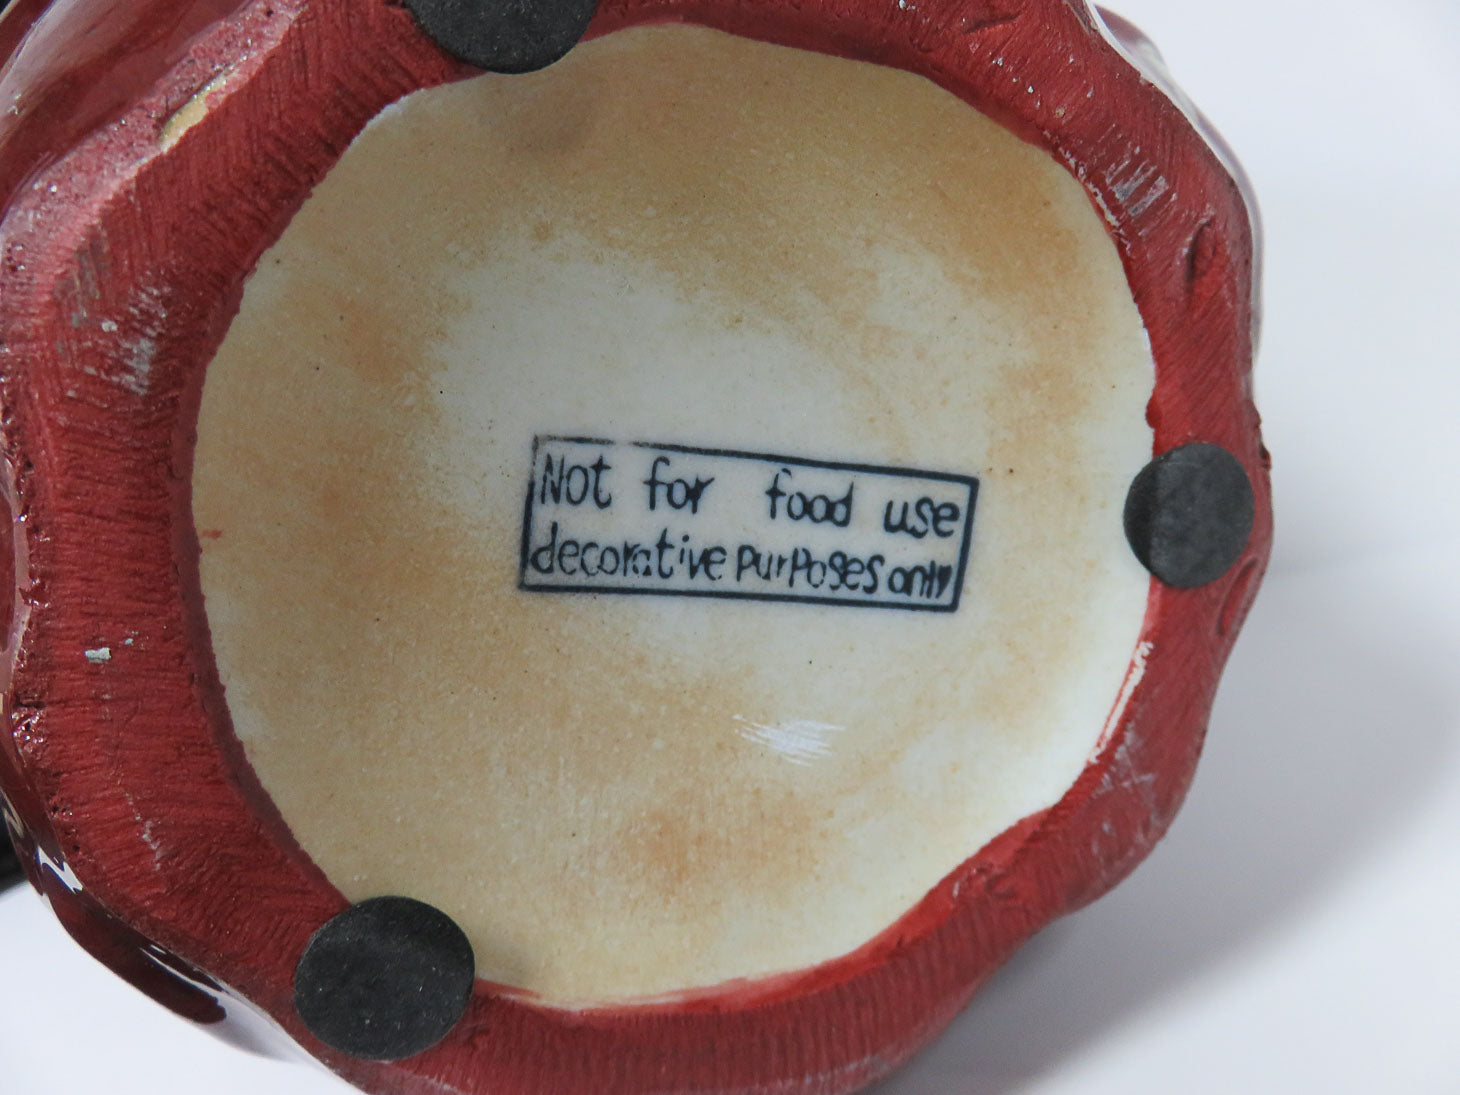 Not for food use
decorative purPoses only